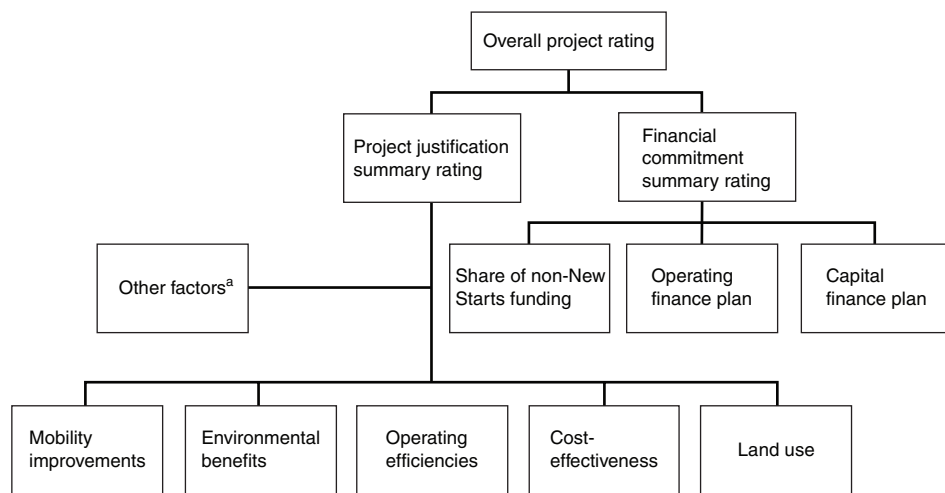 Overall project rating
Project justification
summary rating
Financial
commitment
summary rating
Other factorsᵃ
Share of non-New
Starts funding
Operating
finance plan
Capital
finance plan
Mobility
improvements
Environmental
benefits
Operating
efficiencies
Cost-
effectiveness
Land use